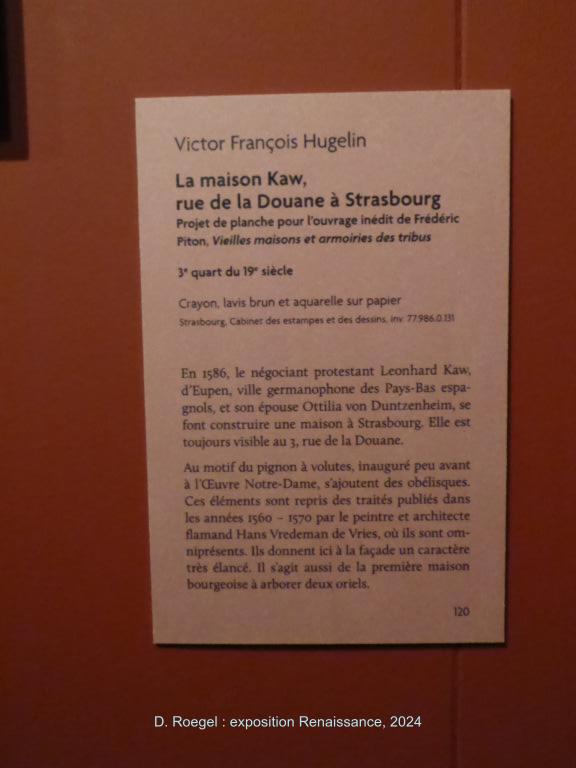 Victor François Hugelin
La maison Kaw,
rue de la Douane à Strasbourg
Projet de planche pour l'ouvrage inédit de Frédéric
Piton, Vieilles maisons et armoiries des tribus
3e quart du 19e siècle
Crayon, lavis brun et aquarelle sur papier
Strasbourg, Cabinet des estampes et des dessins, inv. 77.986.0.131
En 1586, le négociant protestant Leonhard Kaw,
d'Eupen, ville germanophone des Pays-Bas espa-
gnols, et son épouse Ottilia von Duntzenheim, se
font construire une maison à Strasbourg. Elle est
toujours visible au 3, rue de la Douane.
Au motif du pignon à volutes, inauguré peu avant
à l'Œuvre Notre-Dame, s'ajoutent des obélisques.
Ces éléments sont repris des traités publiés dans
les années 1560 – 1570 par le peintre et architecte
flamand Hans Vredeman de Vries, où ils sont om-
niprésents. Ils donnent ici à la façade un caractère
très élancé. Il s'agit aussi de la première maison
bourgeoise à arborer deux oriels.
120
D. Roegel : exposition Renaissance, 2024